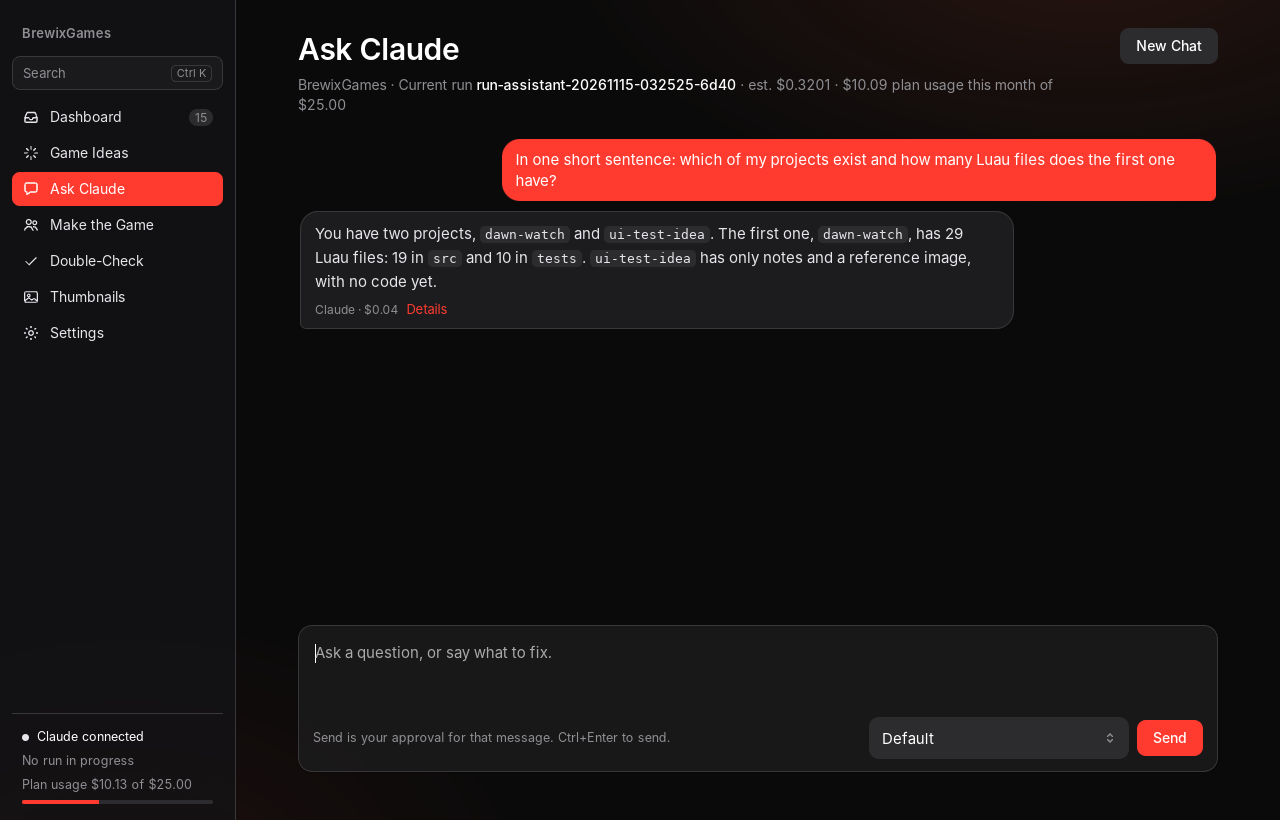 BrewixGames
Search
Ctrl K
Dashboard
15
Game Ideas
Ask Claude
Make the Game
Double-Check
Thumbnails
Settings
Claude connected
No run in progress
Plan usage $10.13 of $25.00
Ask Claude
New Chat
BrewixGames · Current run run-assistant-20261115-032525-6d40 · est. $0.3201 · $10.09 plan usage this month of
$25.00
In one short sentence: which of my projects exist and how many Luau files does the first one
have?
You have two projects, dawn-watch and ui-test-idea. The first one, dawn-watch, has 29
Luau files: 19 in src and 10 in tests. ui-test-idea has only notes and a reference image,
with no code yet.
Claude · $0.04 Details
Ask a question, or say what to fix.
Send is your approval for that message. Ctrl+Enter to send.
Default
Send